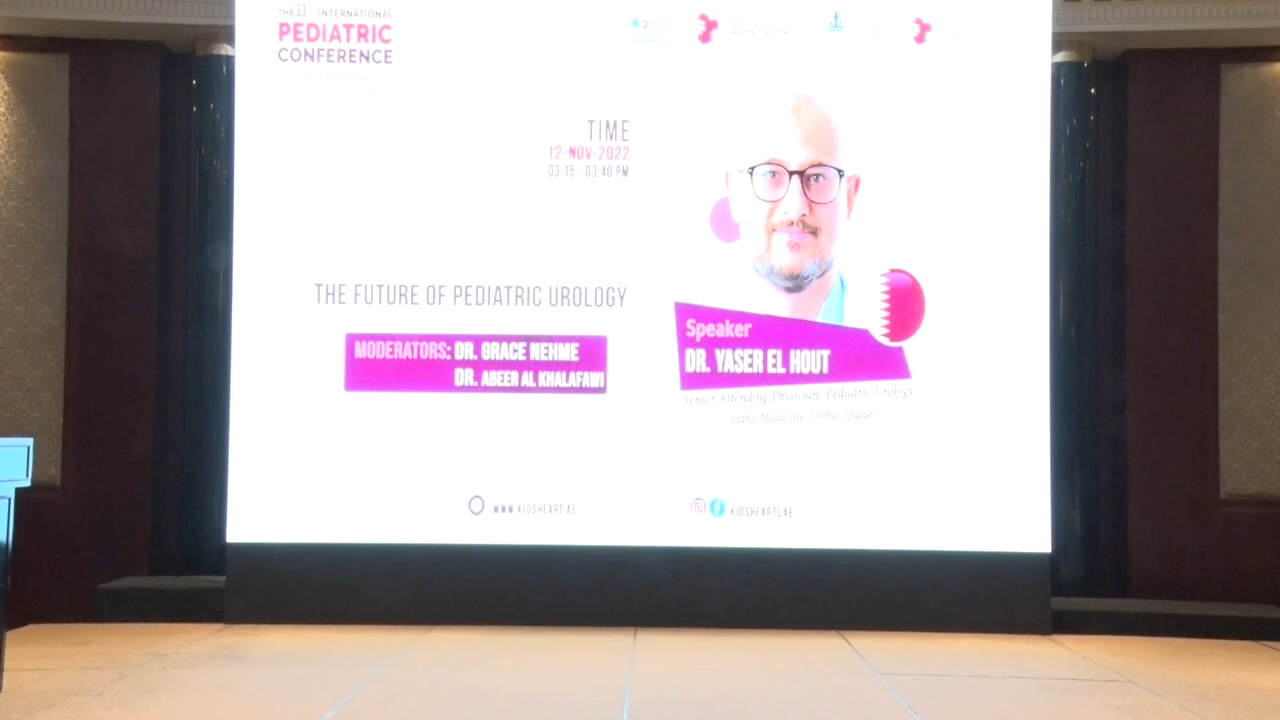 THE 11 INTERNATIONAL
PEDIATRIC
CONFERENCE
TIME
12-NOV-2022
03:15 - 03:40 PM
THE FUTURE OF PEDIATRIC UROLOGY
MODERATORS: DR. GRACE NEHME
DR. ABEER AL KHALAFAWI
Speaker
DR. YASER EL HOUT
Senior Attending Physician, Pediatric Urology
Sidra Medicine, Doha, Qatar
WWW.KIDSHEART.AE
KIDSHEARTUAE